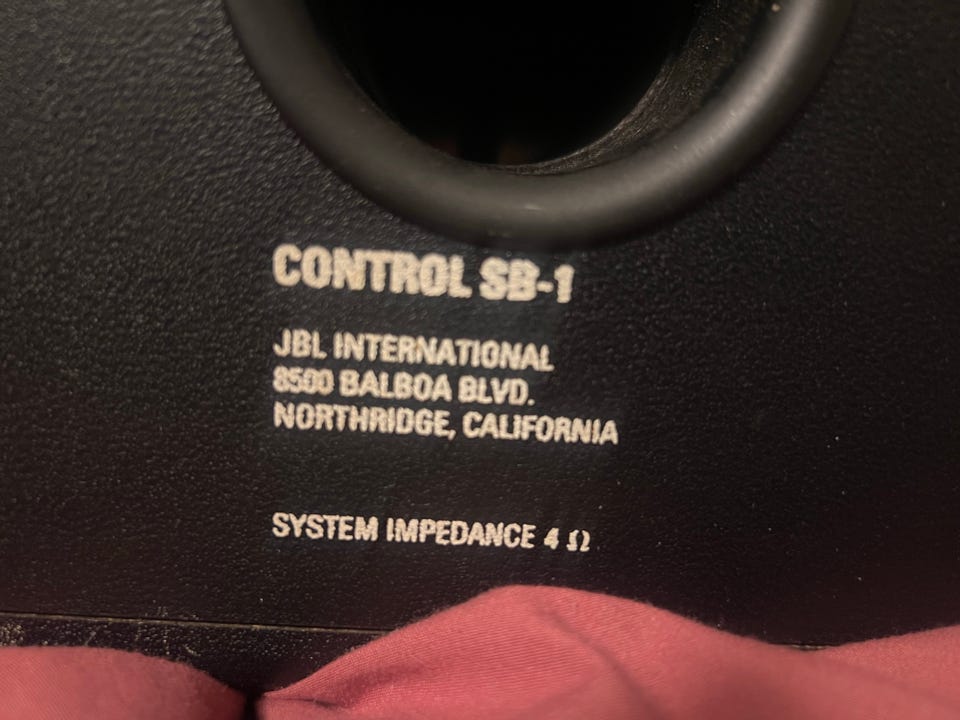 CONTROL SB-1
JBL INTERNATIONAL
8500 BALBOA BLVD.
NORTHRIDGE, CALIFORNIA
SYSTEM IMPEDANCE 4 Ω